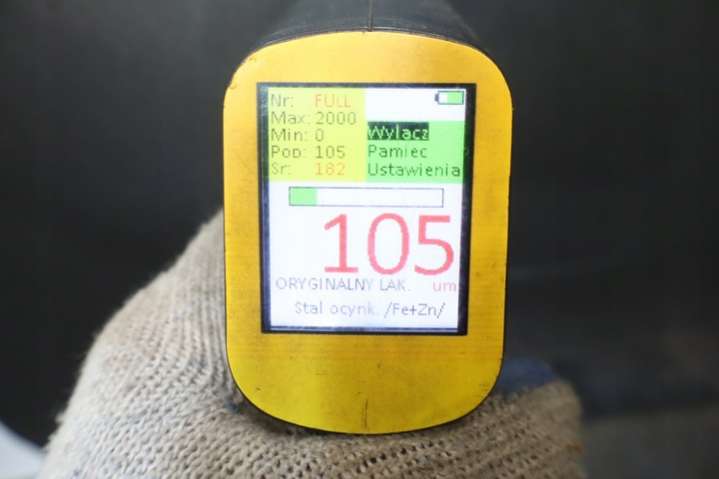 Nr: FULL
Max: 2000
Min: 0
Pop: 105
Sr: 182
Wylacz
Pamiec
Ustawienia
105
ORYGINALNY LAK. um
Stal ocynk. /Fe+Zn/